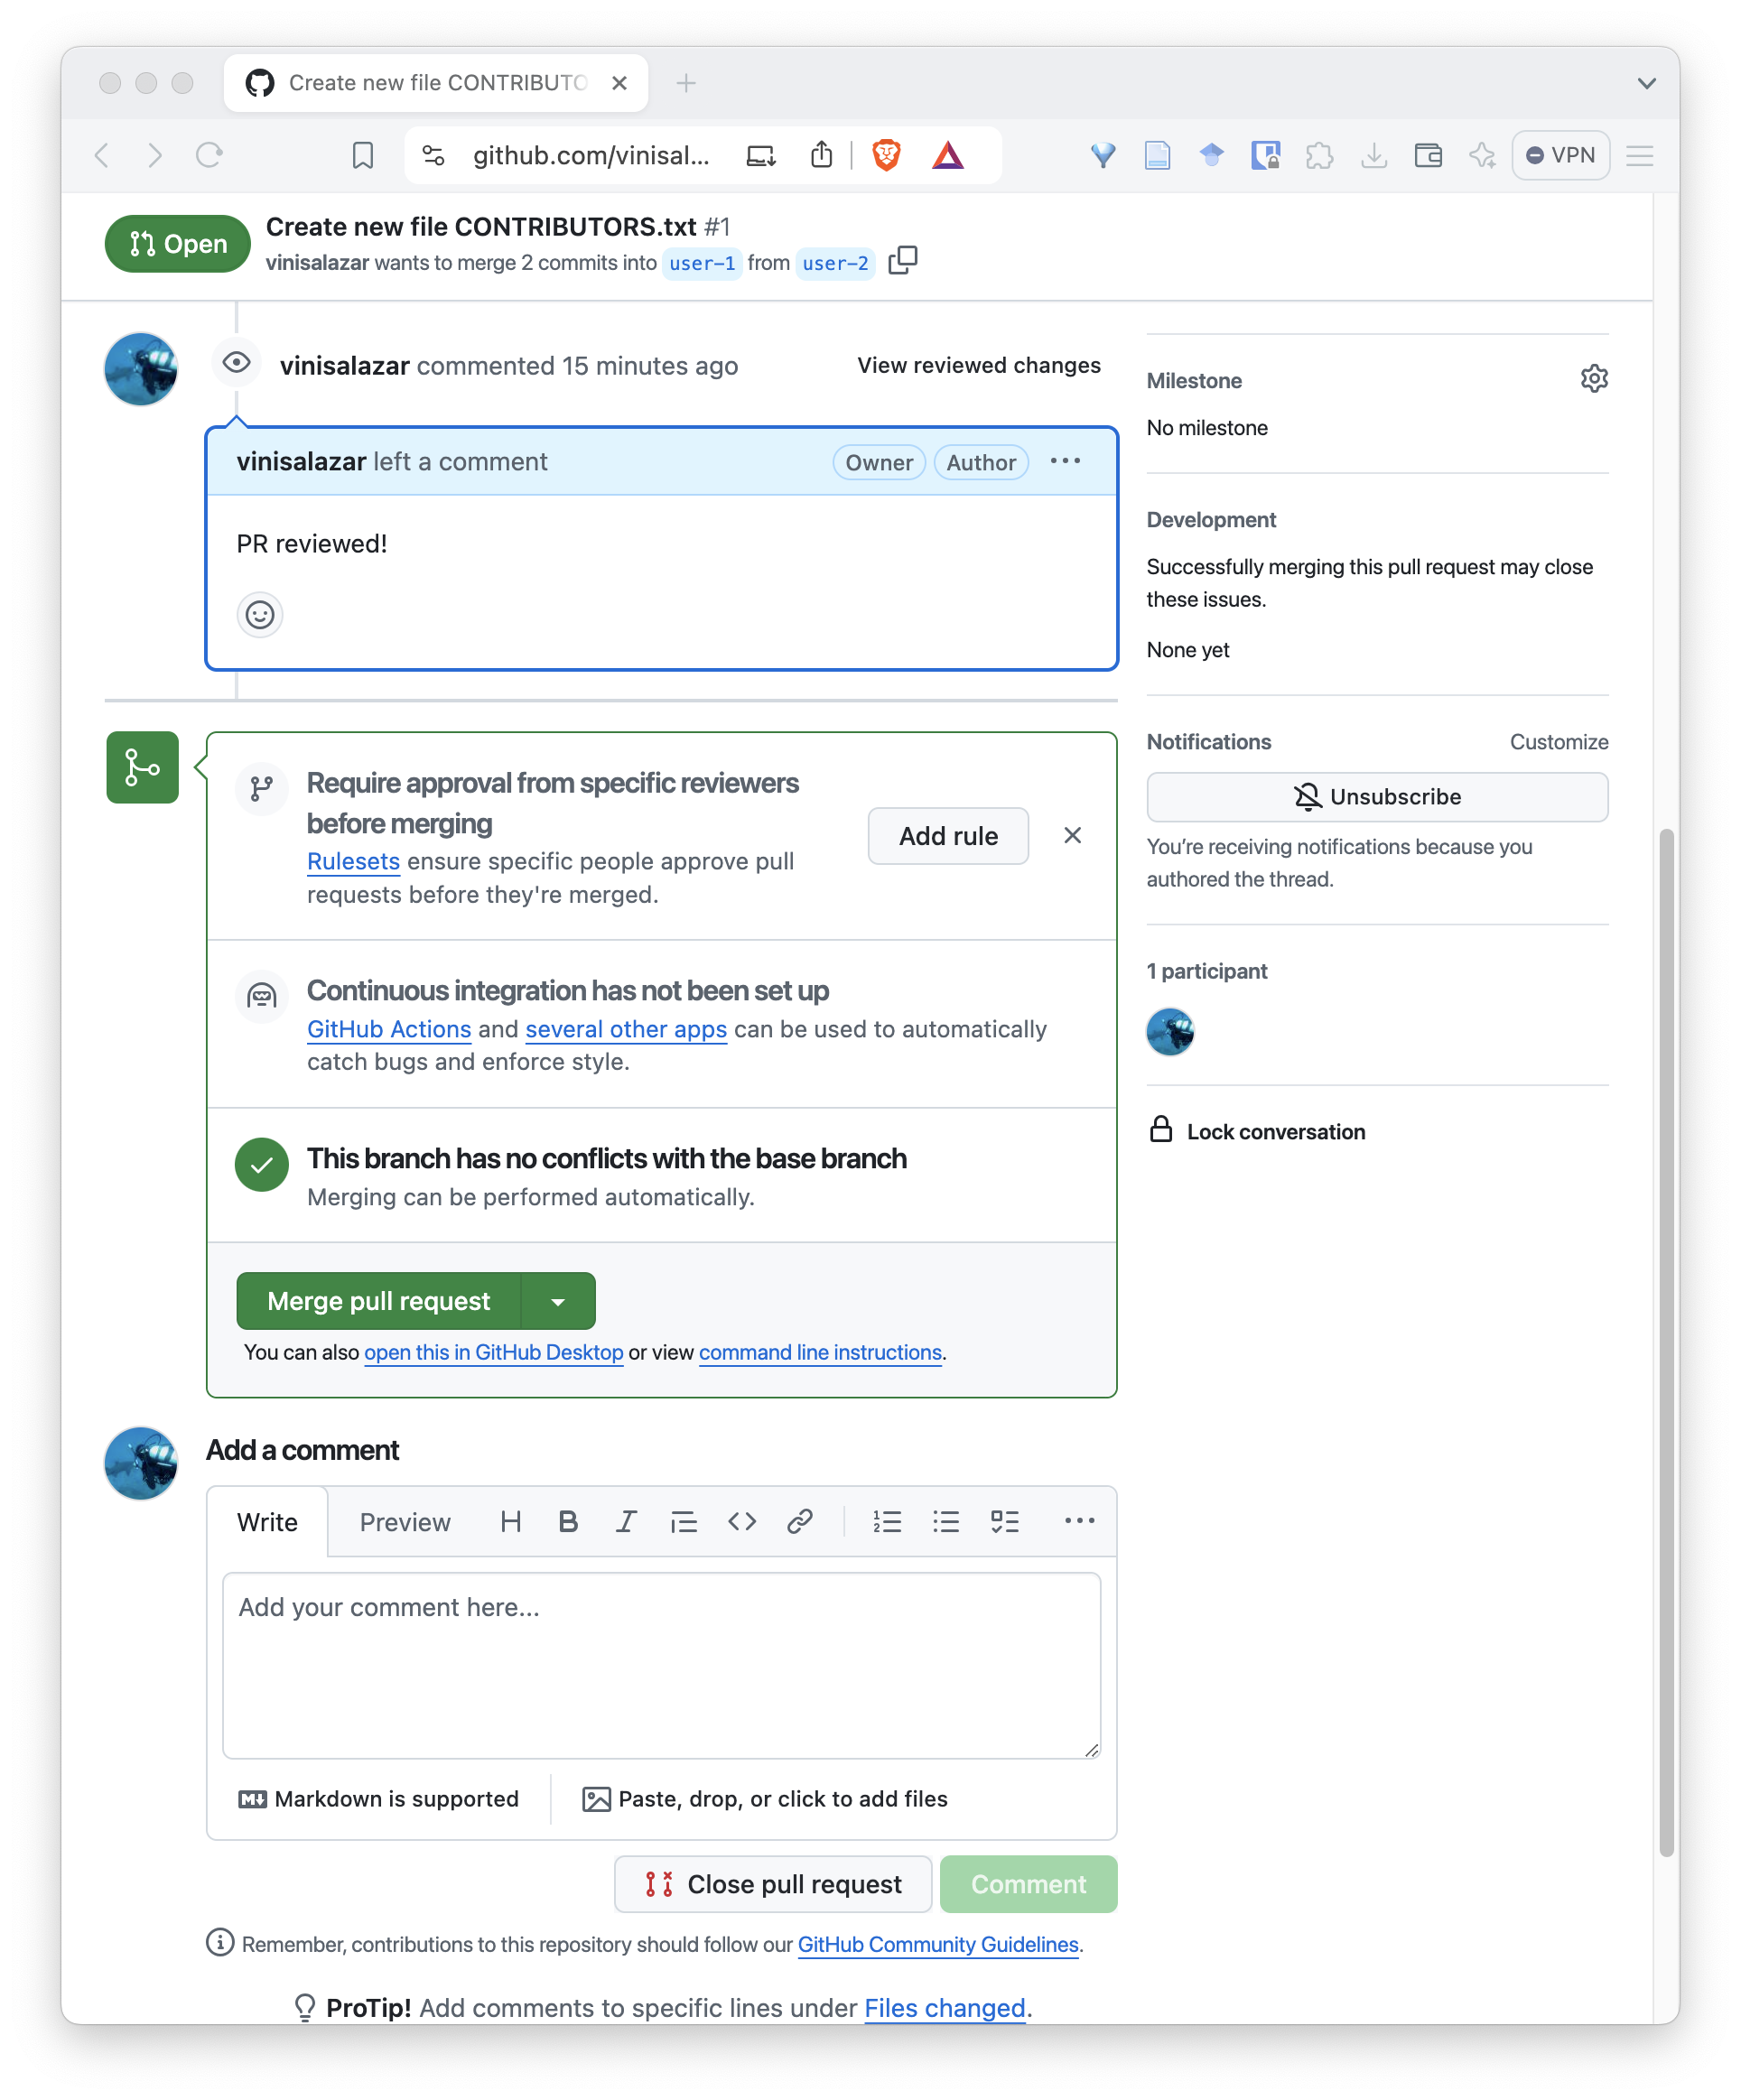 Create new file CONTRIBUTO
github.com/vinisal...
VPN
Open
Create new file CONTRIBUTORS.txt #1
vinisalazar wants to merge 2 commits into user-1 from user-2
vinisalazar commented 15 minutes ago
View reviewed changes
vinisalazar left a comment
Owner
Author
PR reviewed!
Require approval from specific reviewers
before merging
Rulesets ensure specific people approve pull
requests before they're merged.
Add rule
Continuous integration has not been set up
GitHub Actions and several other apps can be used to automatically
catch bugs and enforce style.
This branch has no conflicts with the base branch
Merging can be performed automatically.
Merge pull request
You can also open this in GitHub Desktop or view command line instructions.
Milestone
No milestone
Development
Successfully merging this pull request may close
these issues.
None yet
Notifications
Customize
Unsubscribe
You’re receiving notifications because you
authored the thread.
1 participant
Lock conversation
Add a comment
Write
Preview
Add your comment here...
Markdown is supported
Paste, drop, or click to add files
Close pull request
Comment
Remember, contributions to this repository should follow our GitHub Community Guidelines.
ProTip! Add comments to specific lines under Files changed.